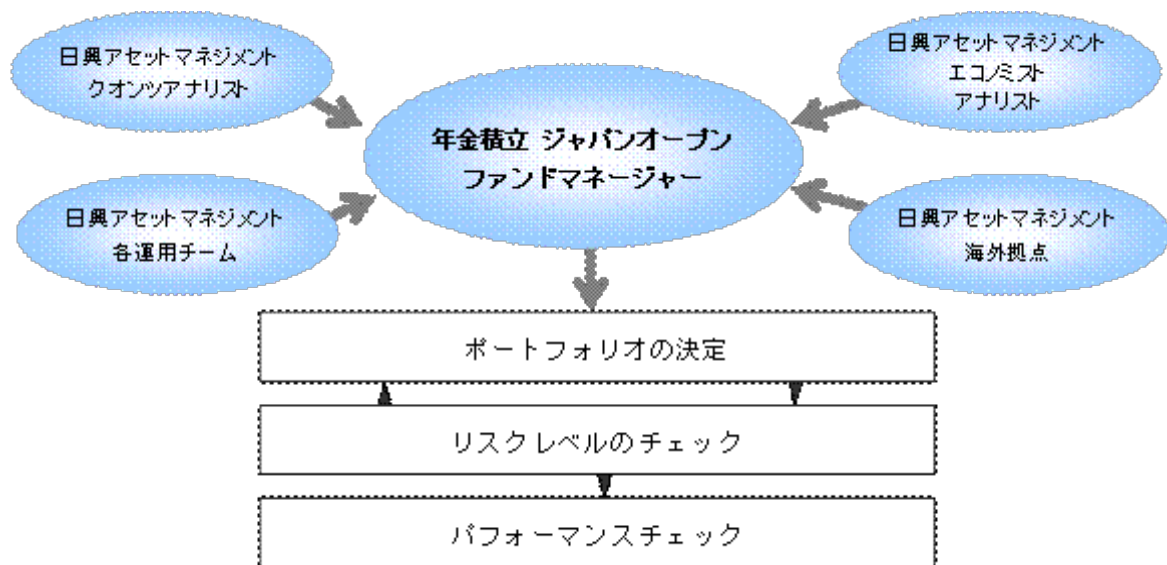 日興アセットマネジメント
クオンツアナリスト
日興アセットマネジメント
エコノミスト
アナリスト
年金積立 ジャパンオープン
ファンドマネージャー
日興アセットマネジメント
各運用チーム
日興アセットマネジメント
海外拠点
ポートフォリオの決定
リスクレベルのチェック
パフォーマンスチェック